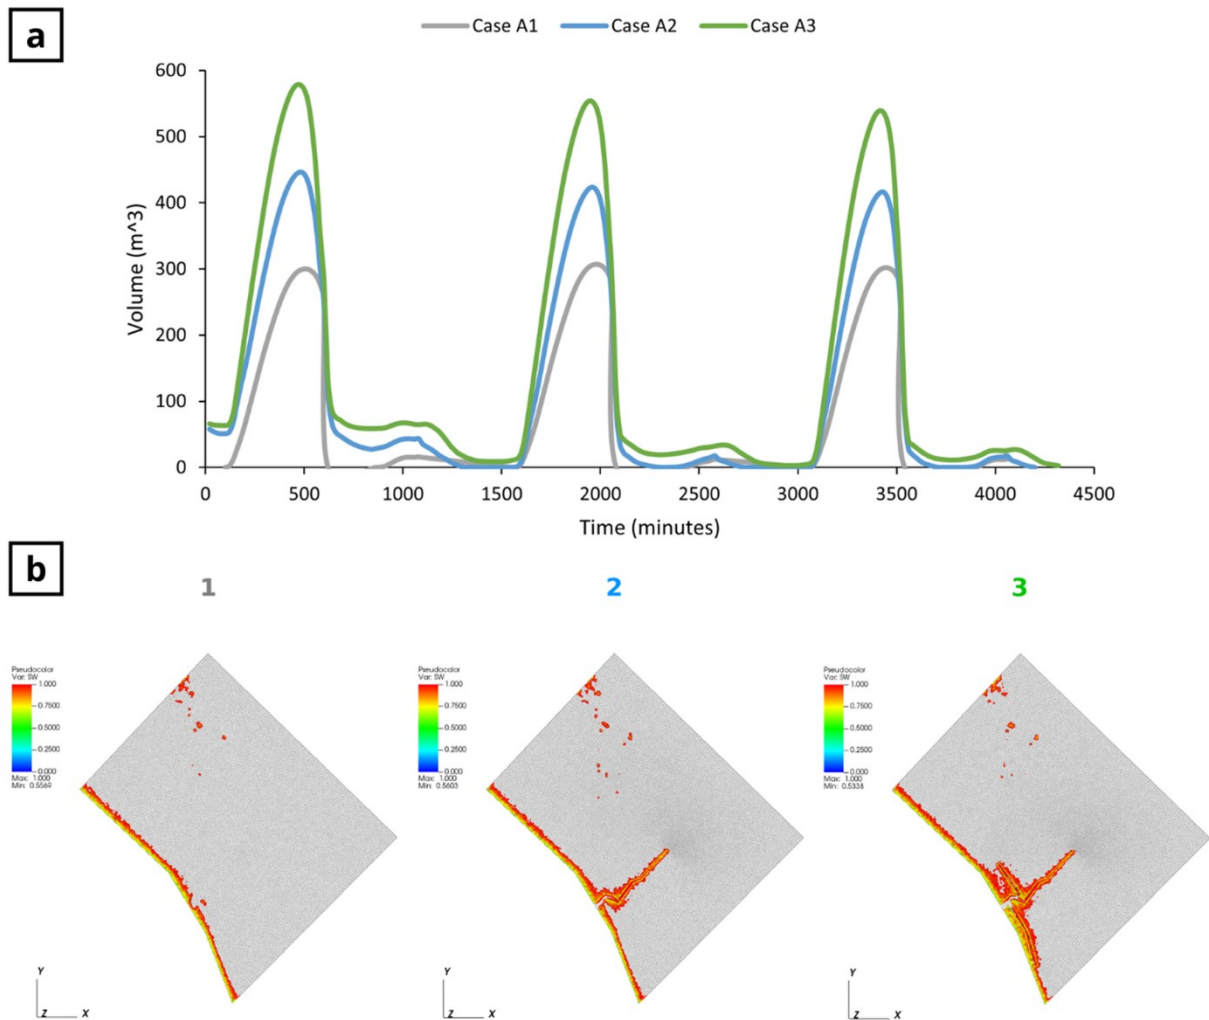 a
Case A1 Case A2 Case A3
600
500
400
300
200
100
0
Volume (m^3)
0 500 1000 1500 2000 2500 3000 3500 4000 4500
Time (minutes)
b
1 2 3
Pseudocolor
Var: SW
1.000
0.7500
0.5000
0.2500
0.000
Max: 1.000
Min: 0.5569
Y
Z X
Pseudocolor
Var: SW
1.000
0.7500
0.5000
0.2500
0.000
Max: 1.000
Min: 0.5603
Y
Z X
Pseudocolor
Var: SW
1.000
0.7500
0.5000
0.2500
0.000
Max: 1.000
Min: 0.5338
Y
Z X